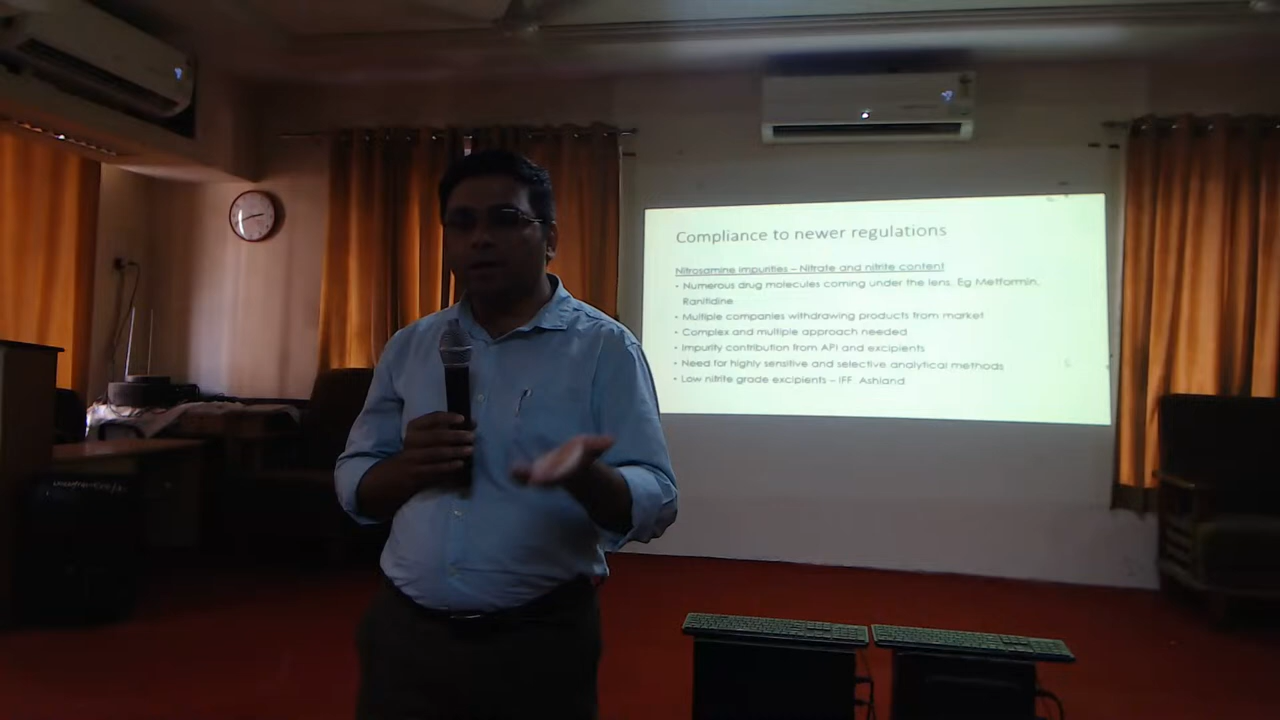 Compliance to newer regulations
Nitrosamine impurities – Nitrate and nitrite content
• Numerous drug molecules coming under the lens. Eg Metformin,
Ranitidine
• Multiple companies withdrawing products from market
• Complex and multiple approach needed
• Impurity contribution from API and excipients
• Need for highly sensitive and selective analytical methods
• Low nitrite grade excipients – IFF, Ashland